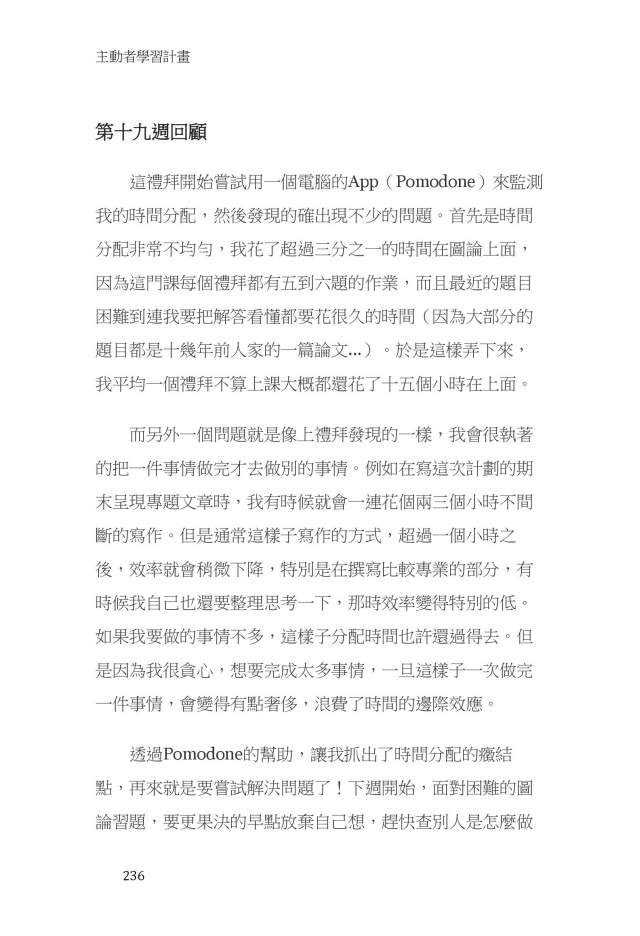 主動者學習計畫
第十九週回顧
這禮拜開始嘗試用一個電腦的App（Pomodone）來監測
我的時間分配，然後發現的確出現不少的問題。首先是時間
分配非常不均勻，我花了超過三分之一的時間在圖論上面，
因為這門課每個禮拜都有五到六題的作業，而且最近的題目
困難到連我要把解答看懂都要花很久的時間（因為大部分的
題目都是十幾年前人家的一篇論文...）。於是這樣弄下來，
我平均一個禮拜不算上課大概都還花了十五個小時在上面。
而另外一個問題就是像上禮拜發現的一樣，我會很執著
的把一件事情做完才去做別的事情。例如在寫這次計劃的期
末呈現專題文章時，我有時候就會一連花個兩三個小時不間
斷的寫作。但是通常這樣子寫作的方式，超過一個小時之
後，效率就會稍微下降，特別是在撰寫比較專業的部分，有
時候我自己也還要整理思考一下，那時效率變得特別的低。
如果我要做的事情不多，這樣子分配時間也許還過得去。但
是因為我很貪心，想要完成太多事情，一旦這樣子一次做完
一件事情，會變得有點奢侈，浪費了時間的邊際效應。
透過Pomodone的幫助，讓我抓出了時間分配的癥結
點，再來就是要嘗試解決問題了！下週開始，面對困難的圖
論習題，要更果決的早點放棄自己想，趕快查別人是怎麼做
236